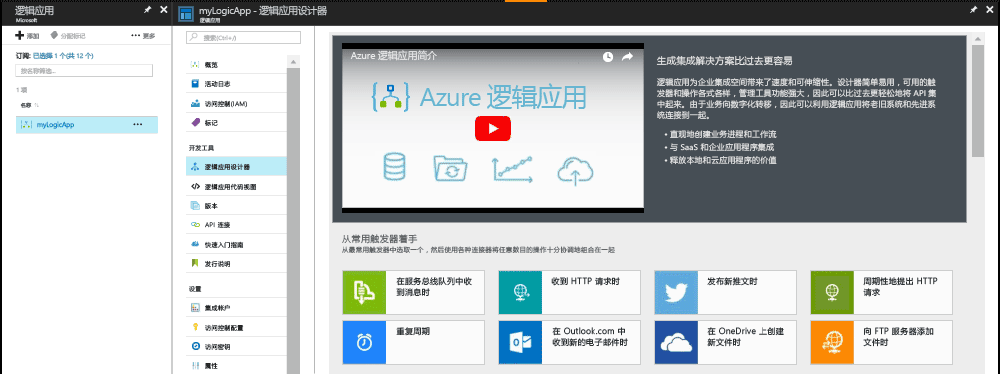 逻辑应用
Microsoft
添加
分配标记
更多
订阅: 已选择 1 个(共 12 个)
按名称筛选...
1 项
名称
myLogicApp
myLogicApp - 逻辑应用设计器
逻辑应用
搜索(Ctrl+/)
概览
活动日志
访问控制(IAM)
标记
开发工具
逻辑应用设计器
逻辑应用代码视图
版本
API 连接
快速入门指南
发行说明
设置
集成帐户
访问控制配置
访问密钥
属性
Azure 逻辑应用简介
Azure 逻辑应用
生成集成解决方案比过去更容易
逻辑应用为企业集成空间带来了速度和可伸缩性。设计器简单易用，可用的触
发器和操作各式各样，管理工具功能强大，因此可以比过去更轻松地将 API 集
中起来。由于业务向数字化转移，因此可以利用逻辑应用将老旧系统和先进系
统连接到一起。
• 直观地创建业务进程和工作流
• 与 SaaS 和企业应用程序集成
• 释放本地和云应用程序的价值
从常用触发器着手
从最常用触发器中选取一个，然后使用各种连接器将任意数目的操作十分协调地组合在一起
在服务总线队列中收
到消息时
收到 HTTP 请求时
发布新推文时
周期性地提出 HTTP
请求
重复周期
在 Outlook.com 中
收到新的电子邮件时
在 OneDrive 上创建
新文件时
向 FTP 服务器添加
文件时